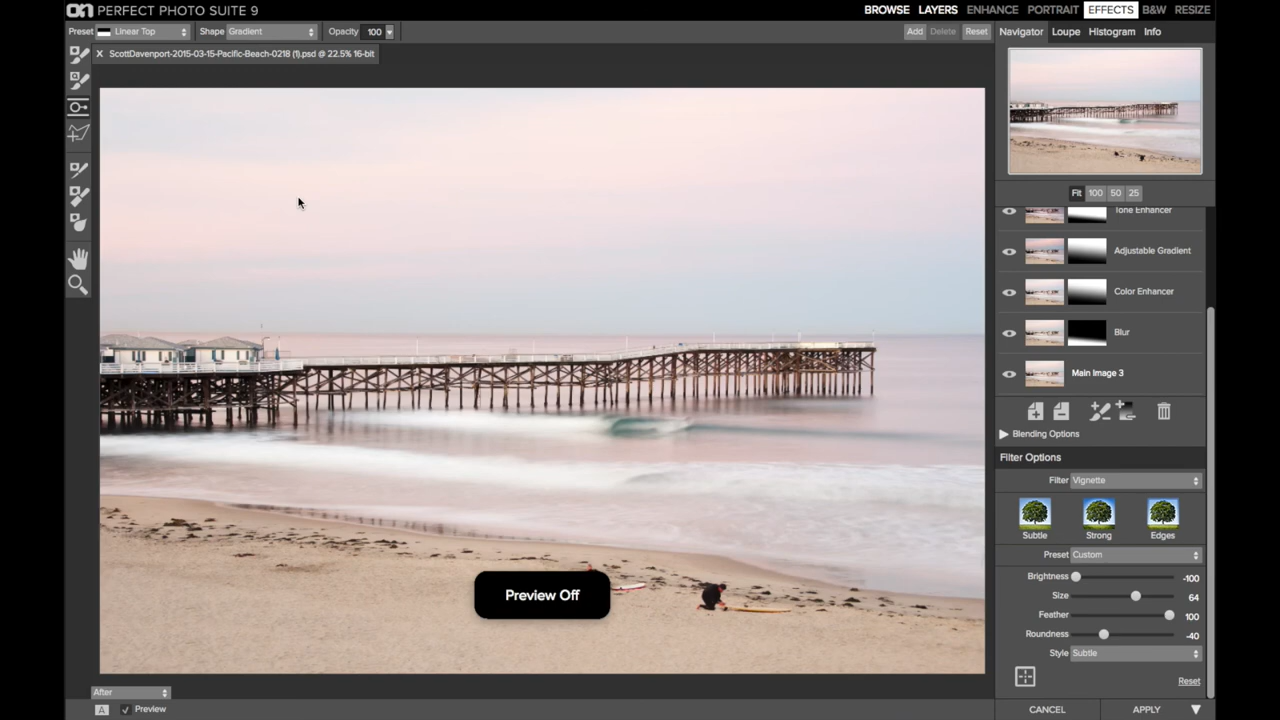 on PERFECT PHOTO SUITE 9
BROWSE LAYERS ENHANCE PORTRAIT EFFECTS B&W RESIZE
Preset Linear Top Shape Gradient Opacity 100 Add Delete Reset
Navigator Loupe Histogram Info
X ScottDavenport-2015-03-15-Pacific-Beach-0218 (1).psd @ 22.5% 16-bit
Fit 100 50 25
Tone Enhancer
Adjustable Gradient
Color Enhancer
Blur
Main Image 3
Blending Options
Filter Options
Filter Vignette
Subtle Strong Edges
Preset Custom
Brightness -100
Size 64
Feather 100
Roundness -40
Style Subtle
Reset
Preview Off
After
A Preview
CANCEL APPLY